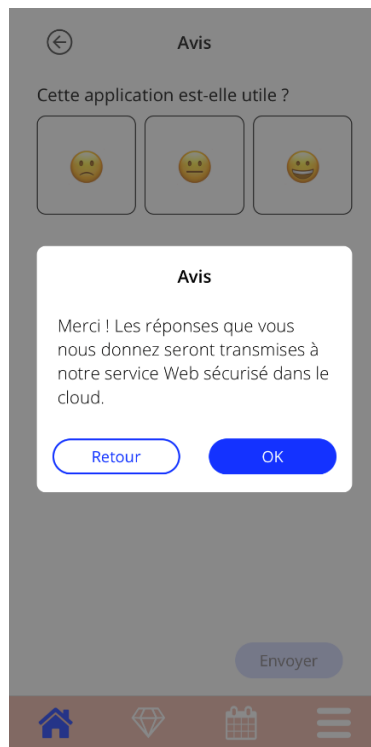 Avis
Cette application est-elle utile ?
Avis
Merci ! Les réponses que vous
nous donnez seront transmises à
notre service Web sécurisé dans le
cloud.
Retour
OK
Envoyer